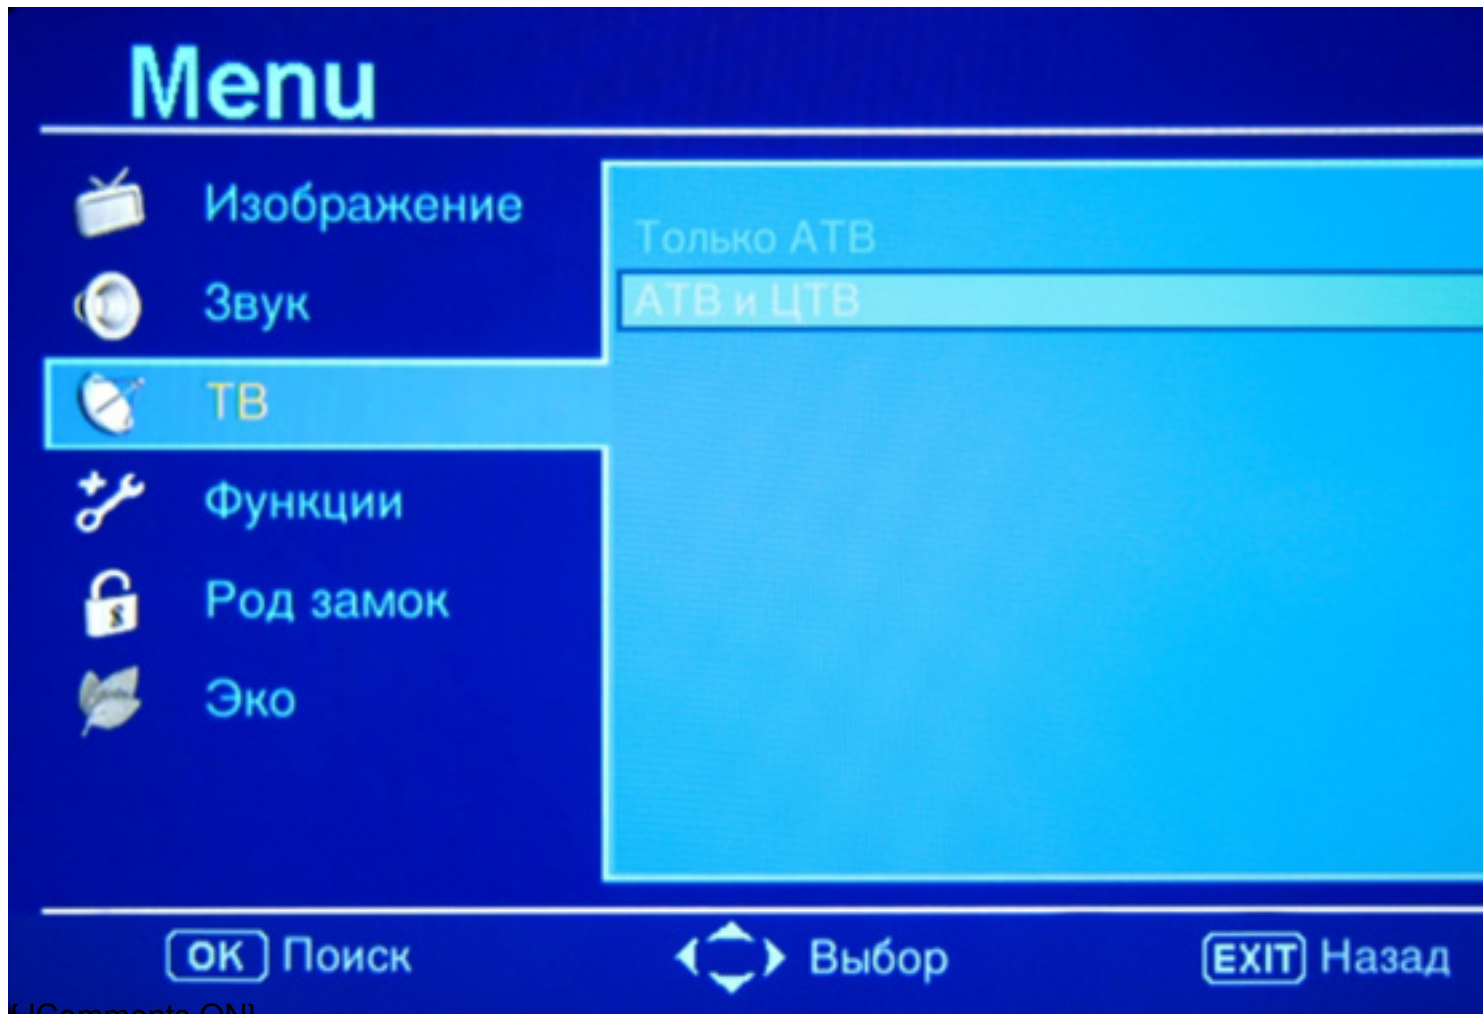 Menu
Изображение
Звук
ТВ
Функции
Род замок
Эко
Только АТВ
АТВ и ЦТВ
OK Поиск
Выбор
EXIT Назад